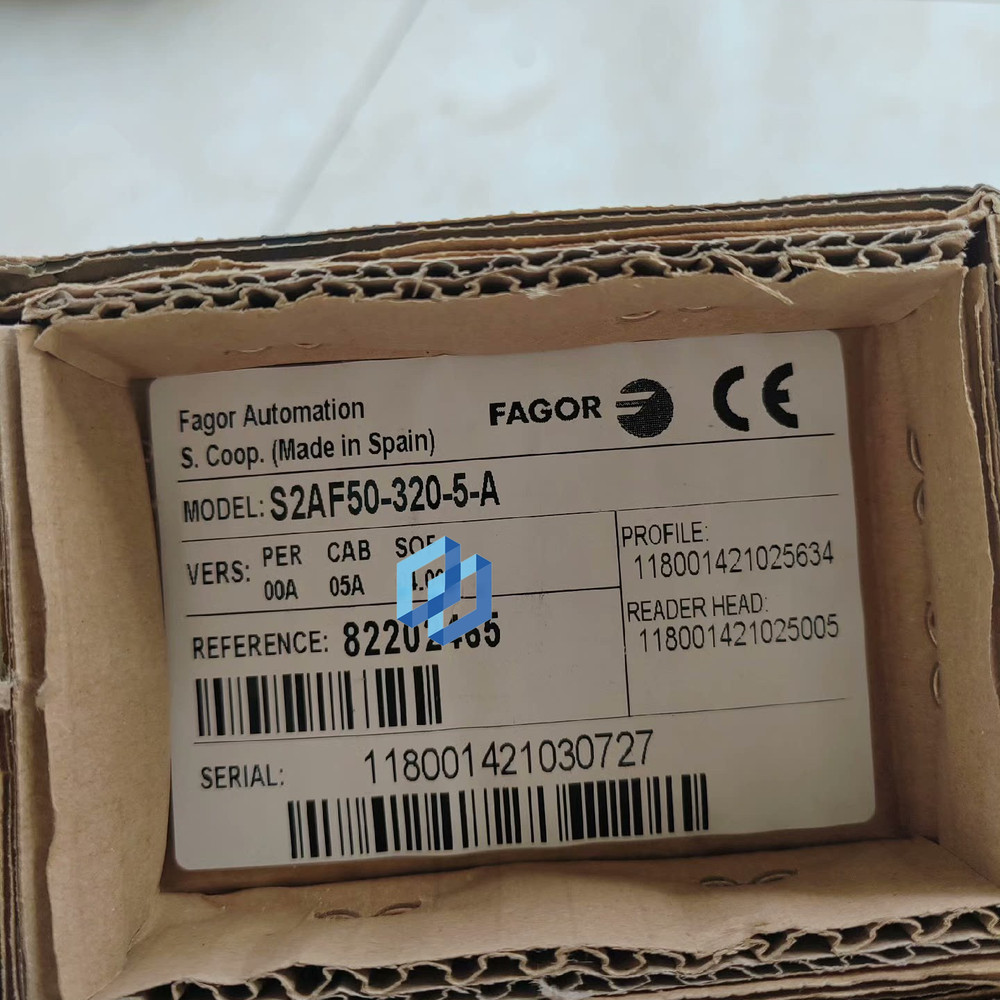 Fagor Automation
S. Coop. (Made in Spain)
FAGOR
CE
MODEL: S2AF50-320-5-A
VERS:
PER CAB
00A 05A
PROFILE:
118001421025634
READER HEAD:
118001421025005
REFERENCE:
SERIAL: 118001421030727